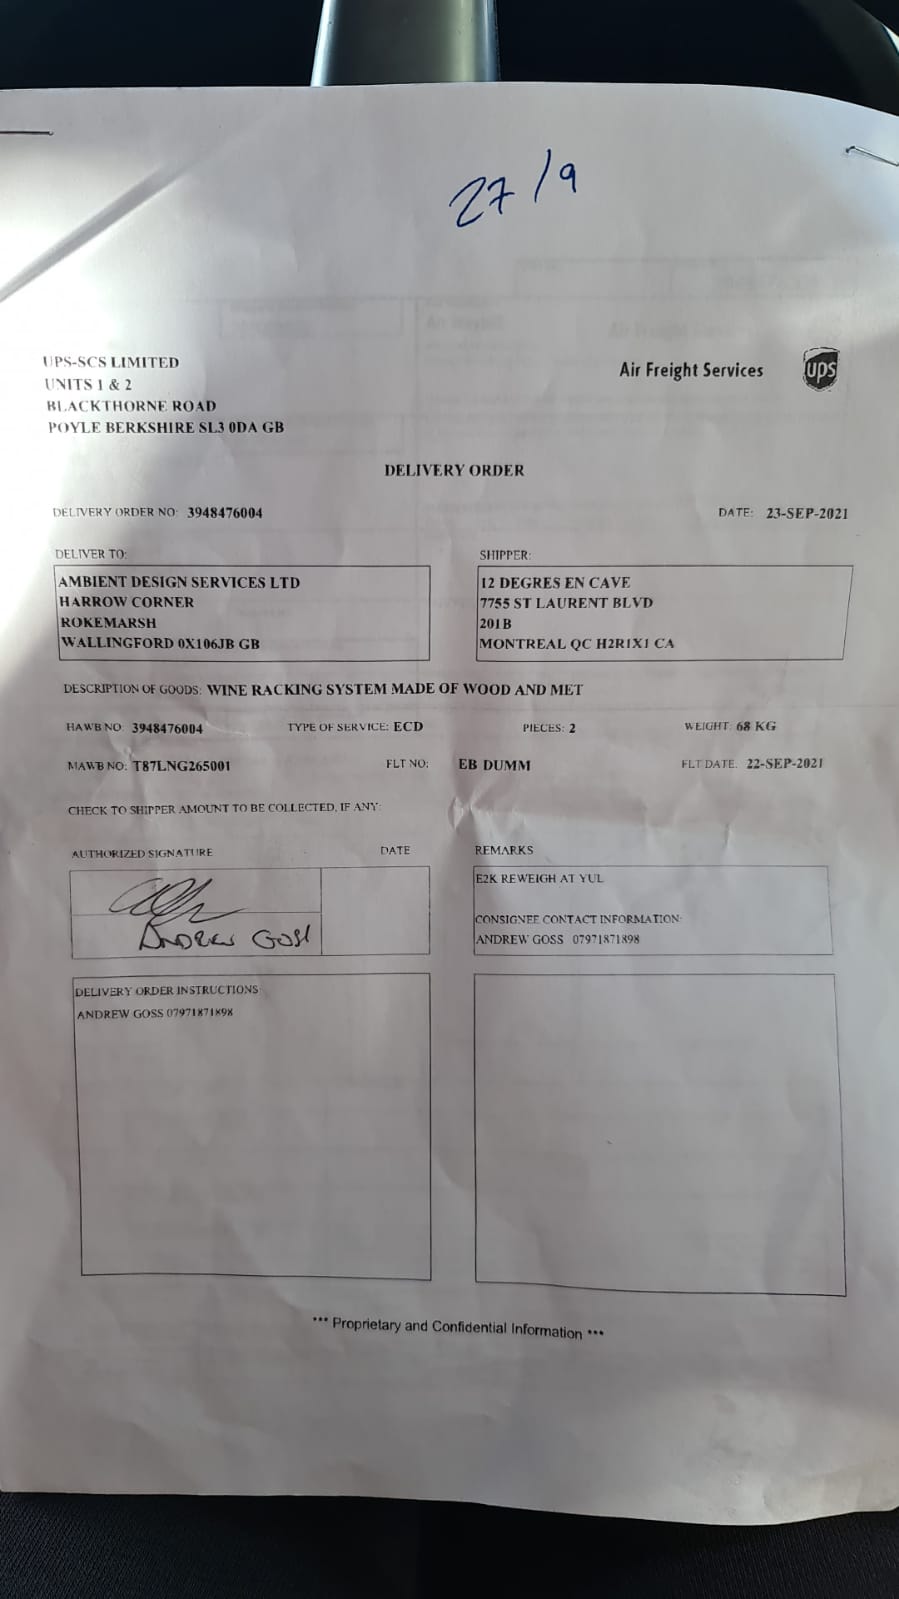 27/9
UPS-SCS LIMITED
UNITS 1 & 2
BLACKTHORNE ROAD
POYLE BERKSHIRE SL3 0DA GB
Air Freight Services
ups
DELIVERY ORDER
DELIVERY ORDER NO: 3948476004
DATE: 23-SEP-2021
DELIVER TO:
AMBIENT DESIGN SERVICES LTD
HARROW CORNER
ROKEMARSH
WALLINGFORD 0X106JB GB
SHIPPER:
12 DEGRES EN CAVE
7755 ST LAURENT BLVD
201B
MONTREAL QC H2R1X1 CA
DESCRIPTION OF GOODS: WINE RACKING SYSTEM MADE OF WOOD AND MET
HAWB NO: 3948476004 TYPE OF SERVICE: ECD PIECES: 2 WEIGHT: 68 KG
MAWB NO: T87LNG265001 FLT NO: EB DUMM FLT DATE: 22-SEP-2021
CHECK TO SHIPPER AMOUNT TO BE COLLECTED, IF ANY:
AUTHORIZED SIGNATURE DATE
ANDREW GOSS
REMARKS
E2K REWEIGH AT YUL
CONSIGNEE CONTACT INFORMATION:
ANDREW GOSS 07971871898
DELIVERY ORDER INSTRUCTIONS:
ANDREW GOSS 07971871898
*** Proprietary and Confidential Information ***